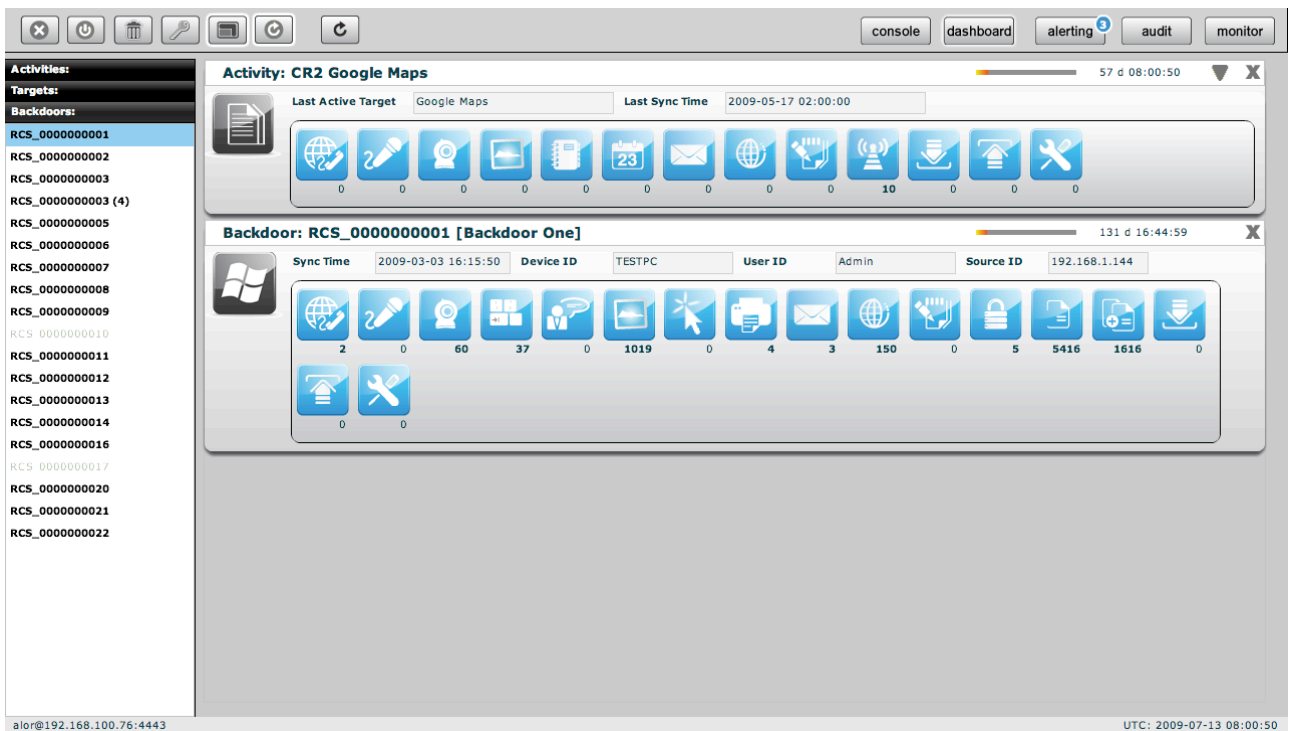 console dashboard alerting 3 audit monitor
Activities:
Targets:
Backdoors:
RCS_0000000001
RCS_0000000002
RCS_0000000003
RCS_0000000003 (4)
RCS_0000000005
RCS_0000000006
RCS_0000000007
RCS_0000000008
RCS_0000000009
RCS 0000000010
RCS_0000000011
RCS_0000000012
RCS_0000000013
RCS_0000000014
RCS_0000000016
RCS 0000000017
RCS_0000000020
RCS_0000000021
RCS_0000000022
Activity: CR2 Google Maps 57 d 08:00:50 X
Last Active Target Google Maps Last Sync Time 2009-05-17 02:00:00
23
0 0 0 0 0 0 0 0 0 10 0 0 0
Backdoor: RCS_0000000001 [Backdoor One] 131 d 16:44:59 X
Sync Time 2009-03-03 16:15:50 Device ID TESTPC User ID Admin Source ID 192.168.1.144
2 0 60 37 0 1019 0 4 3 150 0 5 5416 1616 0
0 0
alor@192.168.100.76:4443 UTC: 2009-07-13 08:00:50